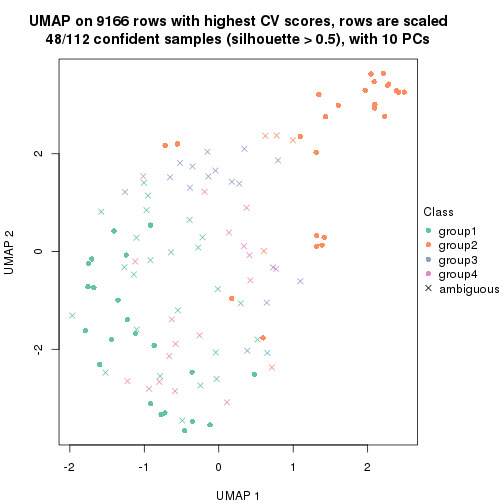 UMAP on 9166 rows with highest CV scores, rows are scaled
48/112 confident samples (silhouette > 0.5), with 10 PCs
2
0
-2
UMAP 2
-2
-1
0
1
2
UMAP 1
Class
group1
group2
group3
group4
ambiguous